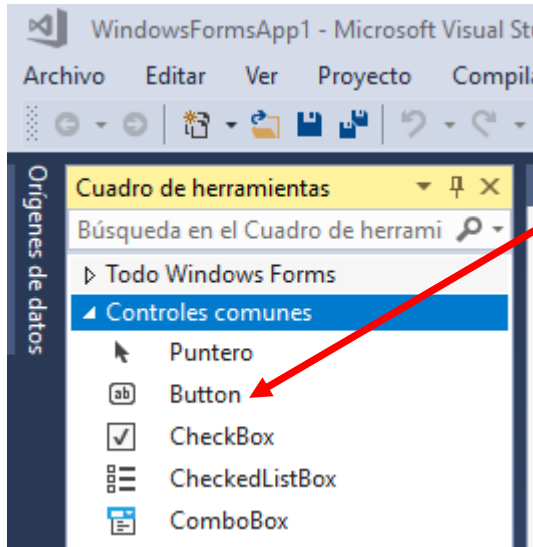 WindowsFormsApp1 - Microsoft Visual St
Archivo Editar Ver Proyecto Compila
Orígenes de datos
Cuadro de herramientas
Búsqueda en el Cuadro de herrami
Todo Windows Forms
Controles comunes
Puntero
ab Button
CheckBox
CheckedListBox
ComboBox